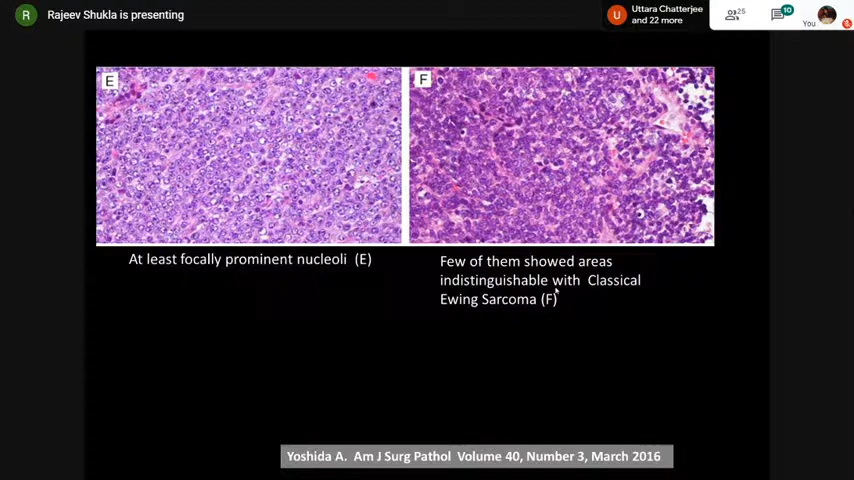 R
Rajeev Shukla is presenting
U
Uttara Chatterjee
and 22 more
25
10
You
E
F
At least focally prominent nucleoli (E)
Few of them showed areas
indistinguishable with Classical
Ewing Sarcoma (F)
Yoshida A. Am J Surg Pathol Volume 40, Number 3, March 2016